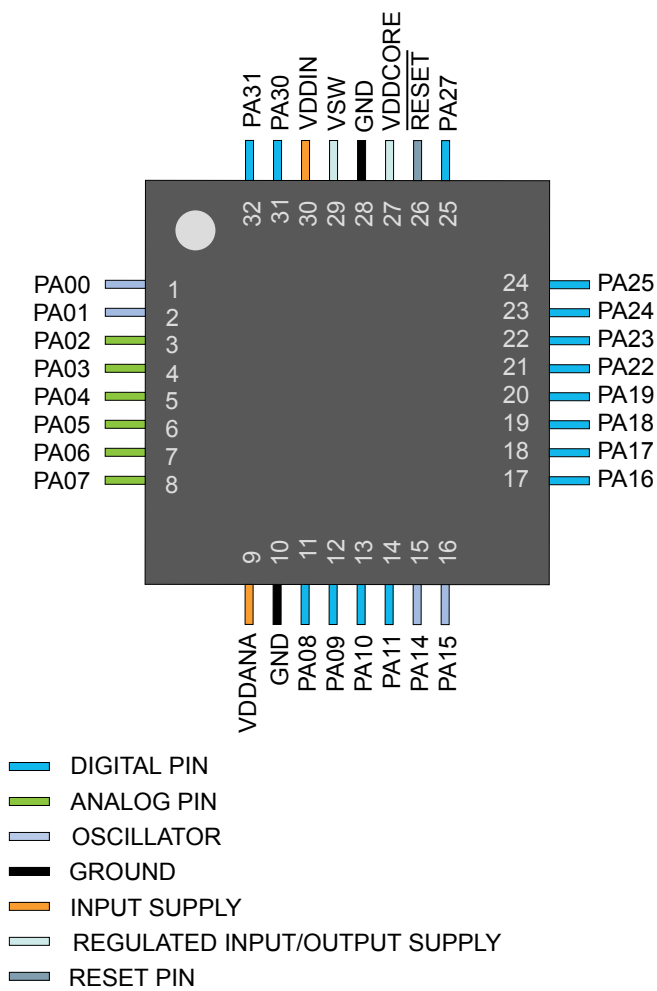 PA31
PA30
VDDIN
VSW
GND
VDDCORE
RESET
PA27
32
31
30
29
28
27
26
25
PA00 1
PA01 2
PA02 3
PA03 4
PA04 5
PA05 6
PA06 7
PA07 8
24 PA25
23 PA24
22 PA23
21 PA22
20 PA19
19 PA18
18 PA17
17 PA16
9
10
11
12
13
14
15
16
VDDANA
GND
PA08
PA09
PA10
PA11
PA14
PA15
DIGITAL PIN
ANALOG PIN
OSCILLATOR
GROUND
INPUT SUPPLY
REGULATED INPUT/OUTPUT SUPPLY
RESET PIN